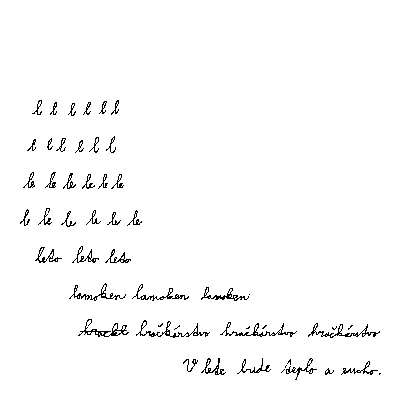 l l l l l l
l l l l l l
le le le le le le
le le le le le le
leto leto leto
lamoken lamoken lamoken
hračkárstvo hračkárstvo hračkárstvo
V lete bude teplo a sucho.